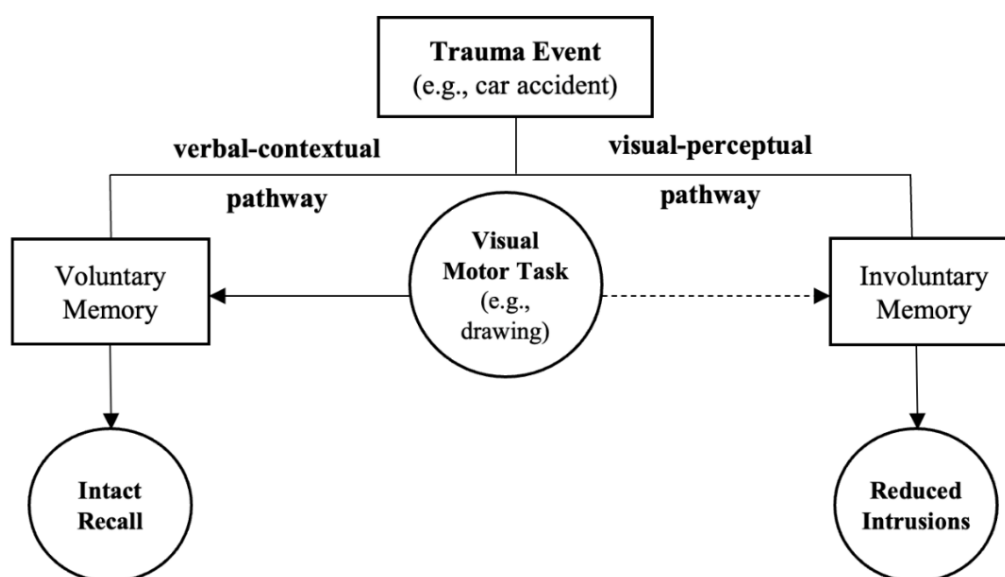 Trauma Event
(e.g., car accident)
verbal-contextual
pathway
visual-perceptual
pathway
Voluntary
Memory
Visual
Motor Task
(e.g.,
drawing)
Involuntary
Memory
Intact
Recall
Reduced
Intrusions